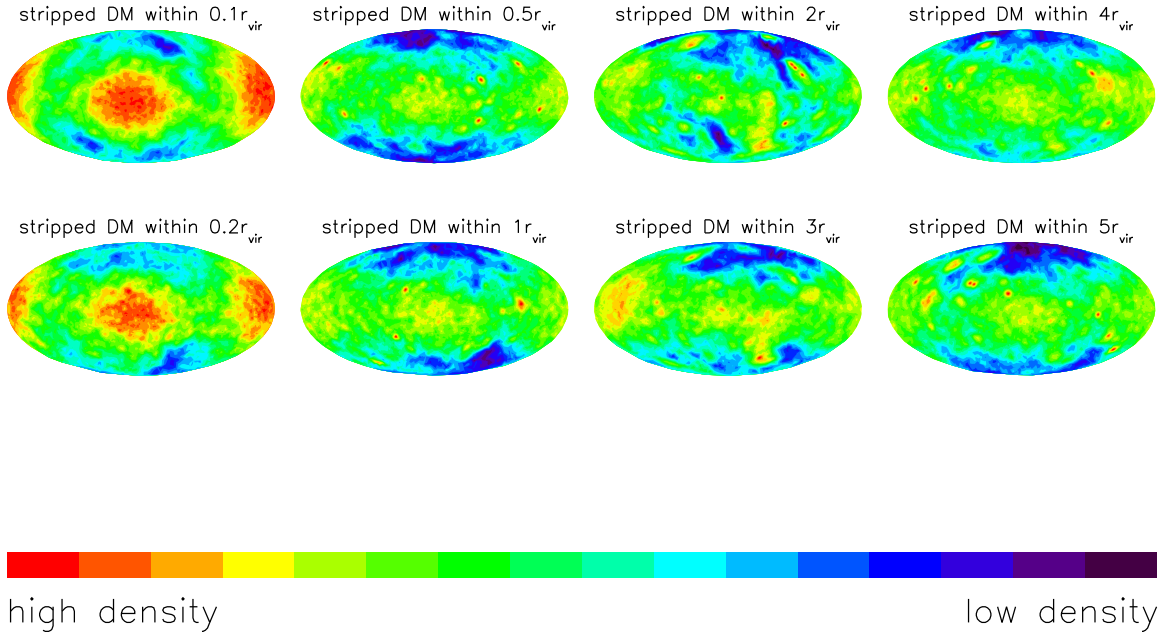 stripped DM within 0.1r_vir
stripped DM within 0.5r_vir
stripped DM within 2r_vir
stripped DM within 4r_vir
stripped DM within 0.2r_vir
stripped DM within 1r_vir
stripped DM within 3r_vir
stripped DM within 5r_vir
high density
low density